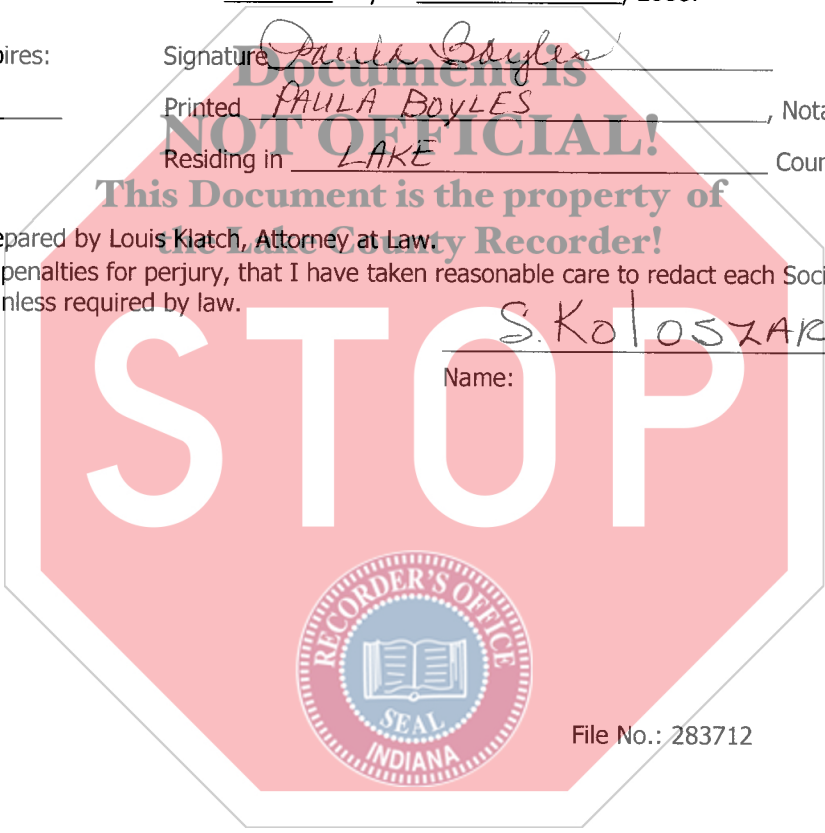 pires:
Signature Paula Boyles
Document is
Printed PAULA BOYLES, Nota
NOT OFFICIAL!
Residing in LAKE Coun
This Document is the property of
epared by Louis Klatch, Attorney at Law.
the Lake County Recorder!
penalties for perjury, that I have taken reasonable care to redact each Soci
nless required by law.
S. KOLOSZAR
Name:
STOP
RECORDER'S OFFICE
SEAL
INDIANA
File No.: 283712